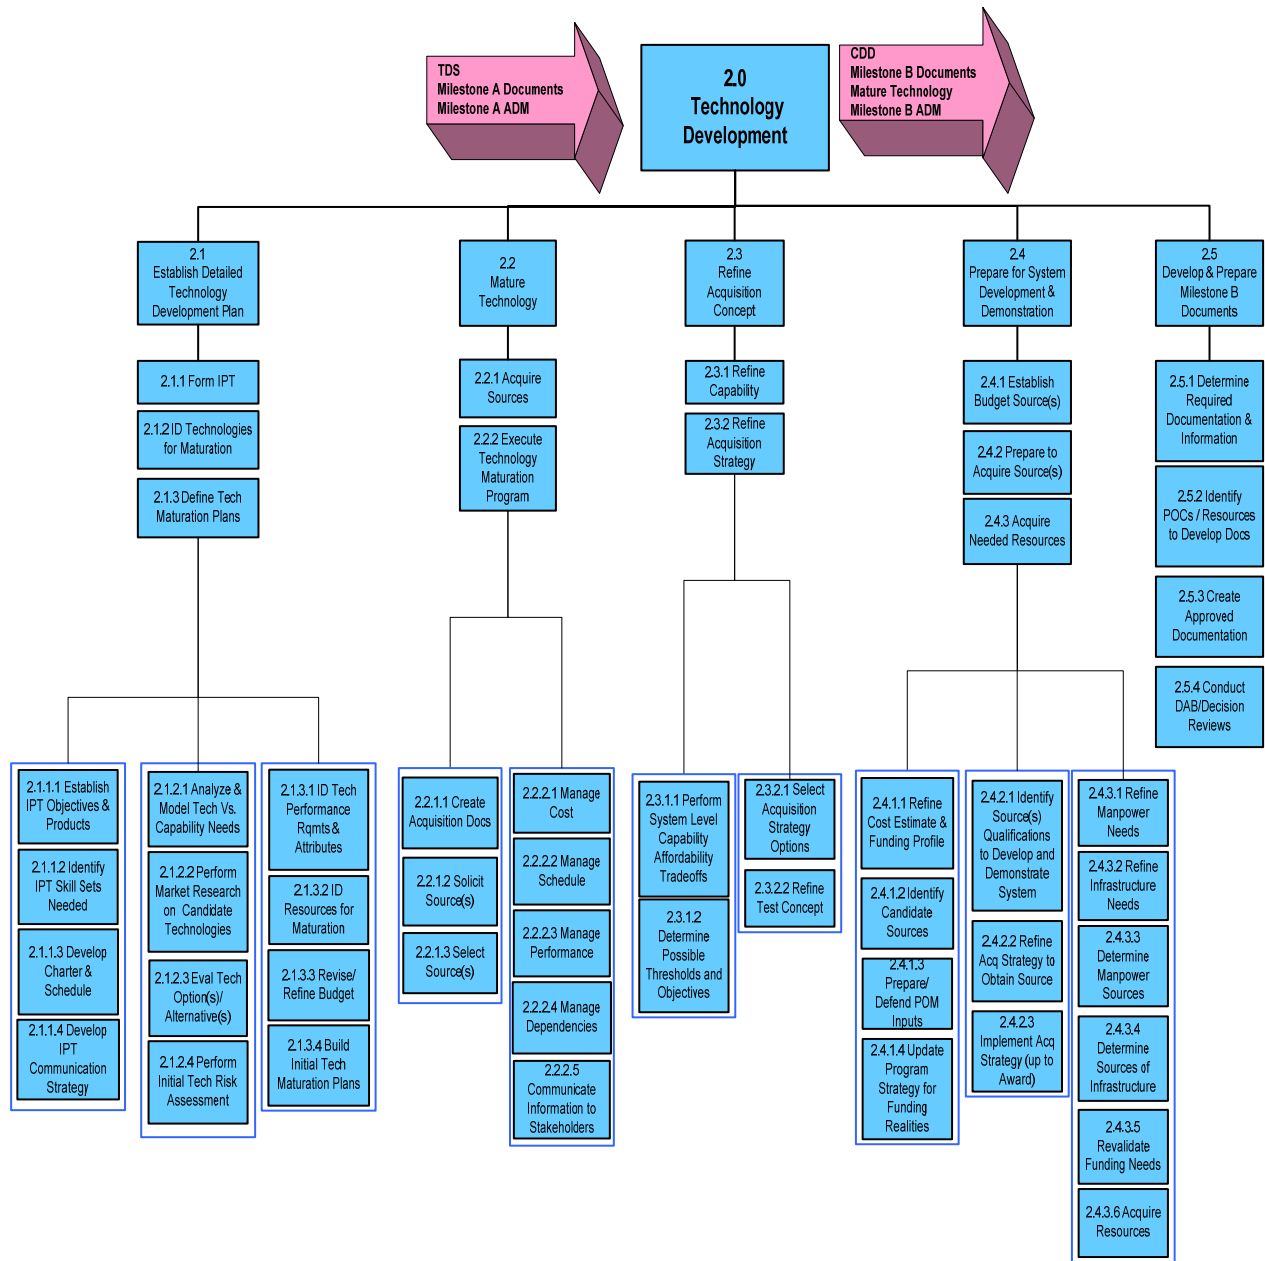 TDS
Milestone A Documents
Milestone A ADM
2.0
Technology
Development
CDD
Milestone B Documents
Mature Technology
Milestone B ADM
2.1
Establish Detailed
Technology
Development Plan
2.2
Mature
Technology
2.3
Refine
Acquisition
Concept
2.4
Prepare for System
Development &
Demonstration
2.5
Develop & Prepare
Milestone B
Documents
2.1.1 Form IPT
2.1.2 ID Technologies
for Maturation
2.1.3 Define Tech
Maturation Plans
2.2.1 Acquire
Sources
2.2.2 Execute
Technology
Maturation
Program
2.3.1 Refine
Capability
2.3.2 Refine
Acquisition
Strategy
2.4.1 Establish
Budget Source(s)
2.4.2 Prepare to
Acquire Source(s)
2.4.3 Acquire
Needed Resources
2.5.1 Determine
Required
Documentation &
Information
2.5.2 Identify
POCs / Resources
to Develop Docs
2.5.3 Create
Approved
Documentation
2.5.4 Conduct
DAB/Decision
Reviews
2.1.1.1 Establish
IPT Objectives &
Products
2.1.1.2 Identify
IPT Skill Sets
Needed
2.1.1.3 Develop
Charter &
Schedule
2.1.1.4 Develop
IPT
Communication
Strategy
2.1.2.1 Analyze &
Model Tech Vs.
Capability Needs
2.1.2.2 Perform
Market Research
on Candidate
Technologies
2.1.2.3 Eval Tech
Option(s)/
Alternative(s)
2.1.2.4 Perform
Initial Tech Risk
Assessment
2.1.3.1 ID Tech
Performance
Rqmts &
Attributes
2.1.3.2 ID
Resources for
Maturation
2.1.3.3 Revise/
Refine Budget
2.1.3.4 Build
Initial Tech
Maturation Plans
2.2.1.1 Create
Acquisition Docs
2.2.1.2 Solicit
Source(s)
2.2.1.3 Select
Source(s)
2.2.2.1 Manage
Cost
2.2.2.2 Manage
Schedule
2.2.2.3 Manage
Performance
2.2.2.4 Manage
Dependencies
2.2.2.5
Communicate
Information to
Stakeholders
2.3.1.1 Perform
System Level
Capability
Affordability
Tradeoffs
2.3.1.2
Determine
Possible
Thresholds and
Objectives
2.3.2.1 Select
Acquisition
Strategy
Options
2.3.2.2 Refine
Test Concept
2.4.1.1 Refine
Cost Estimate &
Funding Profile
2.4.1.2 Identify
Candidate
Sources
2.4.1.3
Prepare/
Defend POM
Inputs
2.4.1.4 Update
Program
Strategy for
Funding
Realities
2.4.2.1 Identify
Source(s)
Qualifications
to Develop and
Demonstrate
System
2.4.2.2 Refine
Acq Strategy to
Obtain Source
2.4.2.3
Implement Acq
Strategy (up to
Award)
2.4.3.1 Refine
Manpower
Needs
2.4.3.2 Refine
Infrastructure
Needs
2.4.3.3
Determine
Manpower
Sources
2.4.3.4
Determine
Sources of
Infrastructure
2.4.3.5
Revalidate
Funding Needs
2.4.3.6 Acquire
Resources